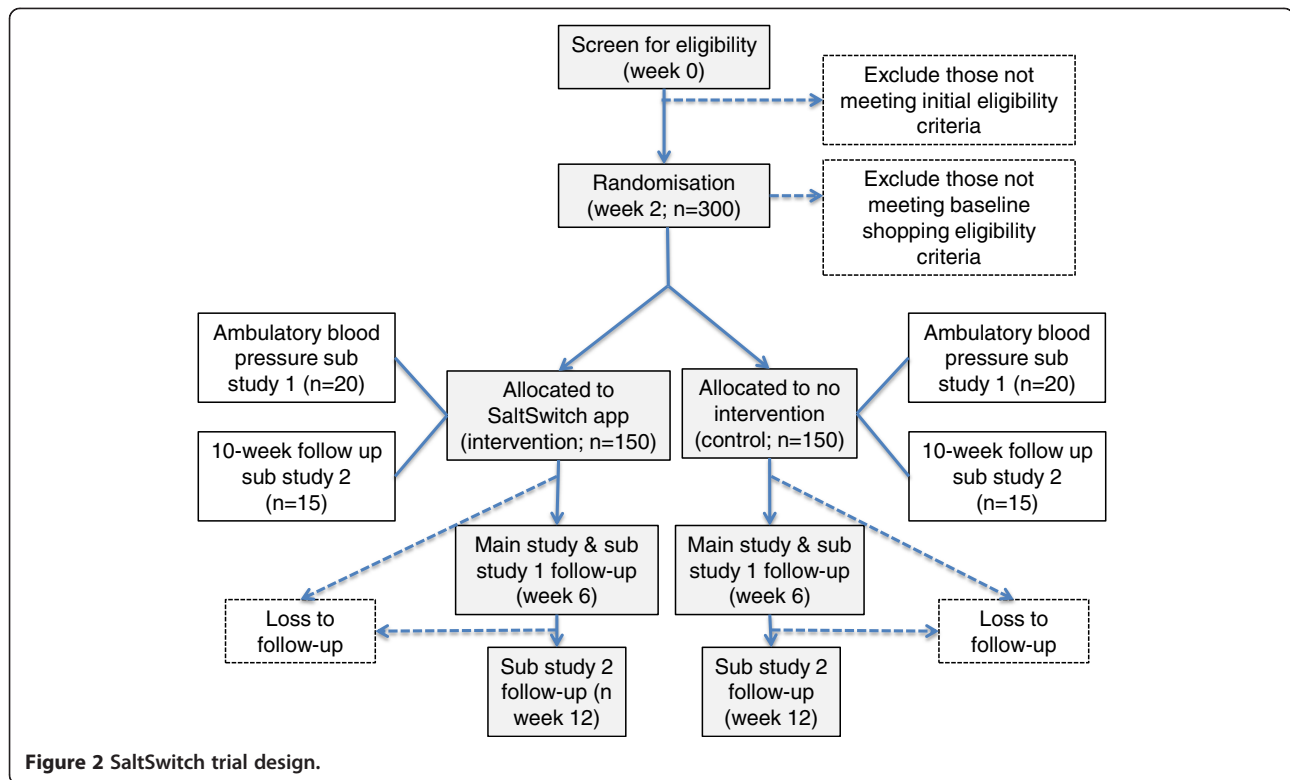 Screen for eligibility
(week 0)
Exclude those not
meeting initial eligibility
criteria
Randomisation
(week 2; n=300)
Exclude those not
meeting baseline
shopping eligibility
criteria
Ambulatory blood
pressure sub
study 1 (n=20)
10-week follow up
sub study 2
(n=15)
Allocated to
SaltSwitch app
(intervention; n=150)
Allocated to no
intervention
(control; n=150)
Ambulatory blood
pressure sub
study 1 (n=20)
10-week follow up
sub study 2
(n=15)
Main study & sub
study 1 follow-up
(week 6)
Main study & sub
study 1 follow-up
(week 6)
Loss to
follow-up
Loss to
follow-up
Sub study 2
follow-up (n
week 12)
Sub study 2
follow-up
(week 12)
Figure 2 SaltSwitch trial design.